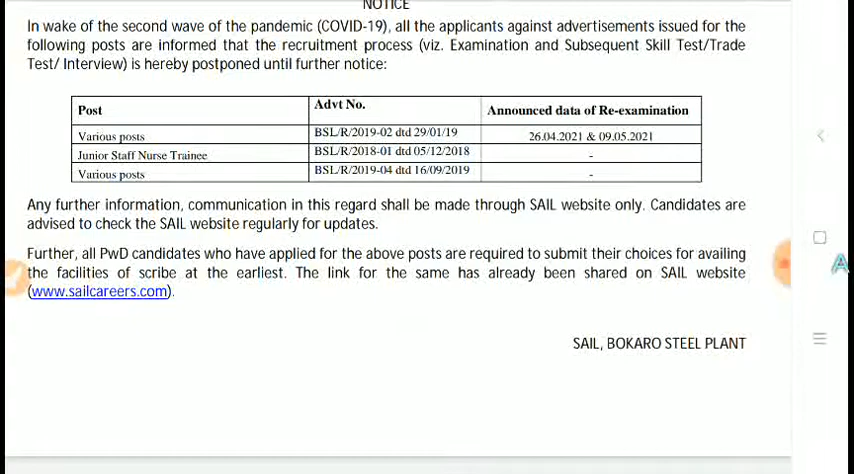 NOTICE
In wake of the second wave of the pandemic (COVID-19), all the applicants against advertisements issued for the
following posts are informed that the recruitment process (viz. Examination and Subsequent Skill Test/Trade
Test/ Interview) is hereby postponed until further notice:
Post Advt No. Announced data of Re-examination
Various posts BSL/R/2019-02 dtd 29/01/19 26.04.2021 & 09.05.2021
Junior Staff Nurse Trainee BSL/R/2018-01 dtd 05/12/2018 -
Various posts BSL/R/2019-04 dtd 16/09/2019 -
Any further information, communication in this regard shall be made through SAIL website only. Candidates are
advised to check the SAIL website regularly for updates.
Further, all PwD candidates who have applied for the above posts are required to submit their choices for availing
the facilities of scribe at the earliest. The link for the same has already been shared on SAIL website
(www.sailcareers.com).
SAIL, BOKARO STEEL PLANT
A